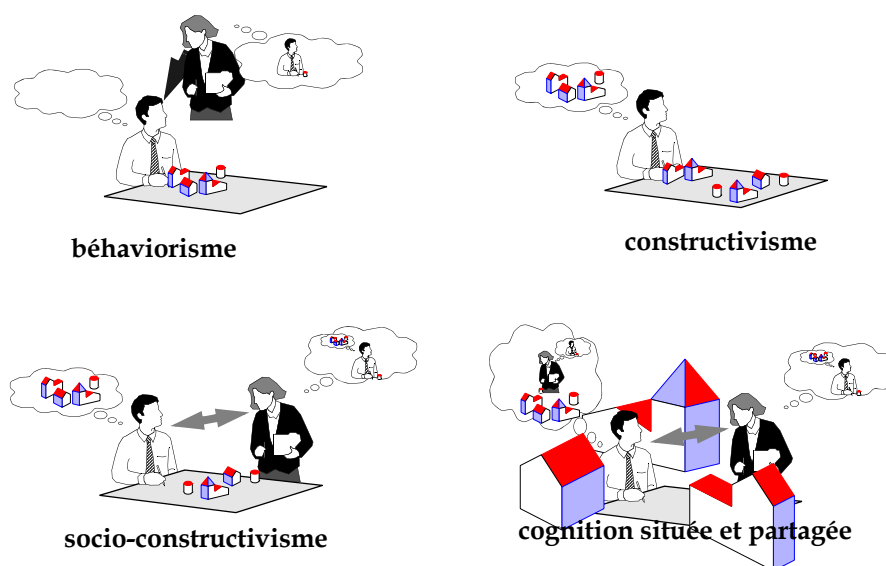 béhaviorisme
constructivisme
socio-constructivisme
cognition située et partagée